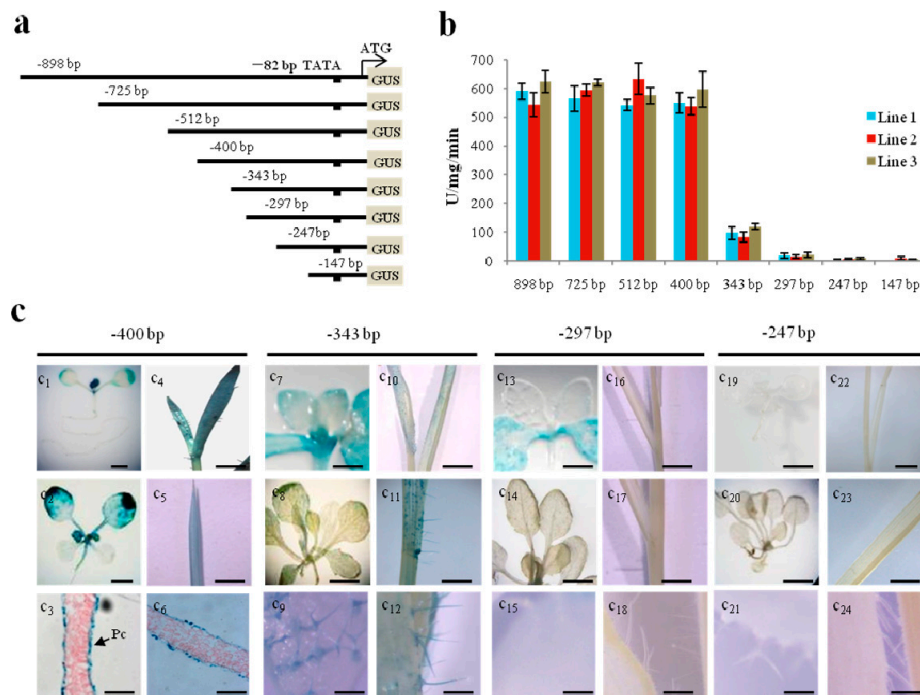 a
ATG
-898 bp
−82 bp TATA
GUS
-725 bp
GUS
-512 bp
GUS
-400 bp
GUS
-343 bp
GUS
-297 bp
GUS
-247bp
GUS
-147 bp
GUS
b
700
600
500
400
300
200
100
0
U/mg/min
Line 1
Line 2
Line 3
898 bp 725 bp 512 bp 400 bp 343 bp 297 bp 247 bp 147 bp
c
-400 bp -343 bp -297 bp -247 bp
c1 c4 c7 c10 c13 c16 c19 c22
c2 c5 c8 c11 c14 c17 c20 c23
c3 Pc c6 c9 c12 c15 c18 c21 c24